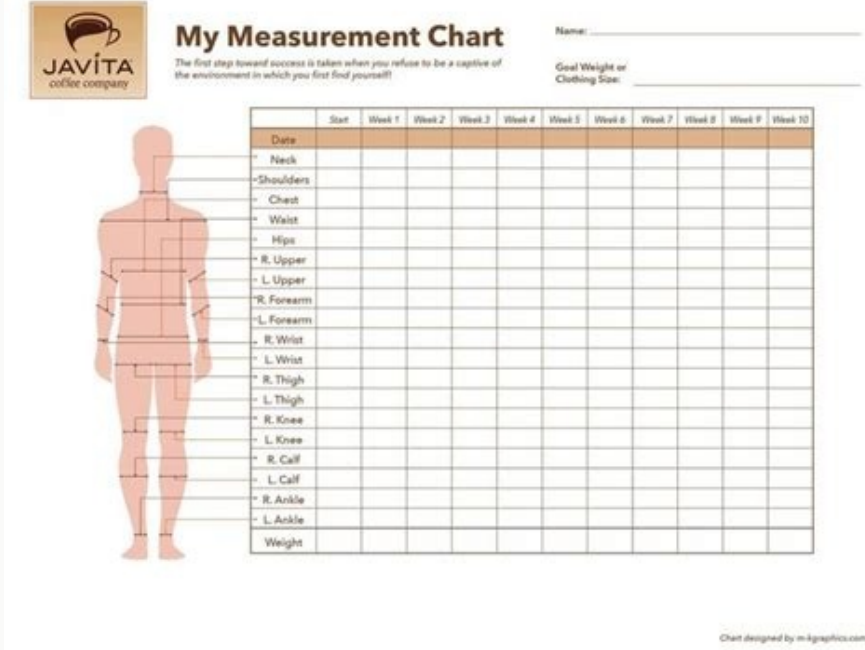 JAVITA
coffee company
My Measurement Chart
The first step toward success is taken when you refuse to be a captive of
the environment in which you first find yourself!
Name:
Goal Weight or
Clothing Size:
Start Week 1 Week 2 Week 3 Week 4 Week 5 Week 6 Week 7 Week 8 Week 9 Week 10
Date
Neck
Shoulders
Chest
Waist
Hips
R. Upper
L. Upper
R. Forearm
L. Forearm
R. Wrist
L. Wrist
R. Thigh
L. Thigh
R. Knee
L. Knee
R. Calf
L. Calf
R. Ankle
L. Ankle
Weight
Chart designed by m-kgraphics.com